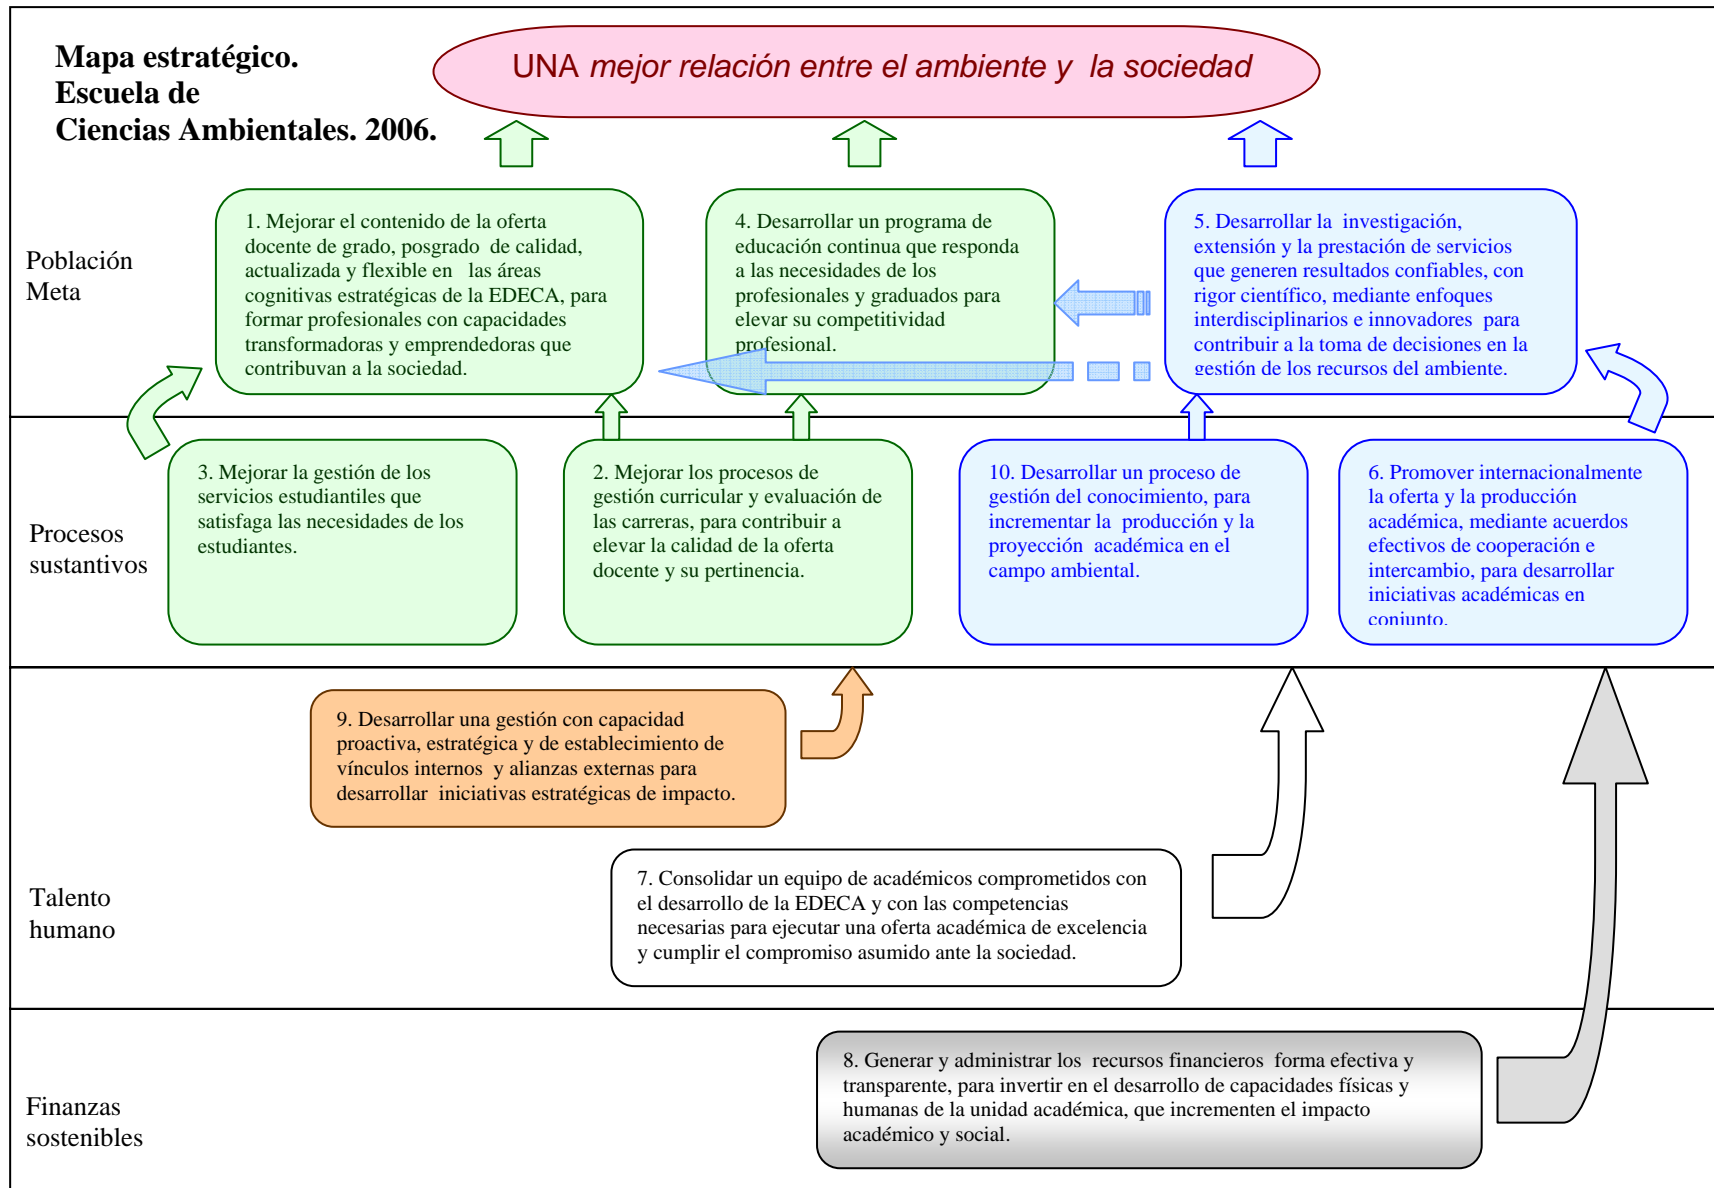 Mapa estratégico.
Escuela de
Ciencias Ambientales. 2006.
UNA mejor relación entre el ambiente y la sociedad
Población
Meta
1. Mejorar el contenido de la oferta
docente de grado, posgrado de calidad,
actualizada y flexible en las áreas
cognitivas estratégicas de la EDECA, para
formar profesionales con capacidades
transformadoras y emprendedoras que
contribuyan a la sociedad.
4. Desarrollar un programa de
educación continua que responda
a las necesidades de los
profesionales y graduados para
elevar su competitividad
profesional.
5. Desarrollar la investigación,
extensión y la prestación de servicios
que generen resultados confiables, con
rigor científico, mediante enfoques
interdisciplinarios e innovadores para
contribuir a la toma de decisiones en la
gestión de los recursos del ambiente.
Procesos
sustantivos
3. Mejorar la gestión de los
servicios estudiantiles que
satisfaga las necesidades de los
estudiantes.
2. Mejorar los procesos de
gestión curricular y evaluación de
las carreras, para contribuir a
elevar la calidad de la oferta
docente y su pertinencia.
10. Desarrollar un proceso de
gestión del conocimiento, para
incrementar la producción y la
proyección académica en el
campo ambiental.
6. Promover internacionalmente
la oferta y la producción
académica, mediante acuerdos
efectivos de cooperación e
intercambio, para desarrollar
iniciativas académicas en
conjunto.
Talento
humano
9. Desarrollar una gestión con capacidad
proactiva, estratégica y de establecimiento de
vínculos internos y alianzas externas para
desarrollar iniciativas estratégicas de impacto.
7. Consolidar un equipo de académicos comprometidos con
el desarrollo de la EDECA y con las competencias
necesarias para ejecutar una oferta académica de excelencia
y cumplir el compromiso asumido ante la sociedad.
Finanzas
sostenibles
8. Generar y administrar los recursos financieros forma efectiva y
transparente, para invertir en el desarrollo de capacidades físicas y
humanas de la unidad académica, que incrementen el impacto
académico y social.